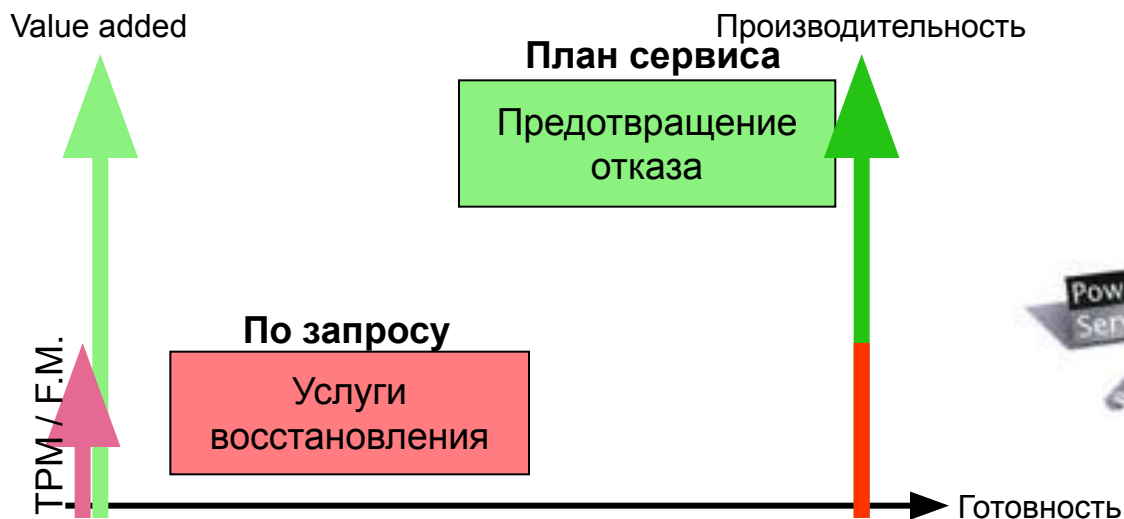 Value added
Производительность
План сервиса
Предотвращение
отказа
По запросу
Услуги
восстановления
TPM / F.M.
Готовность